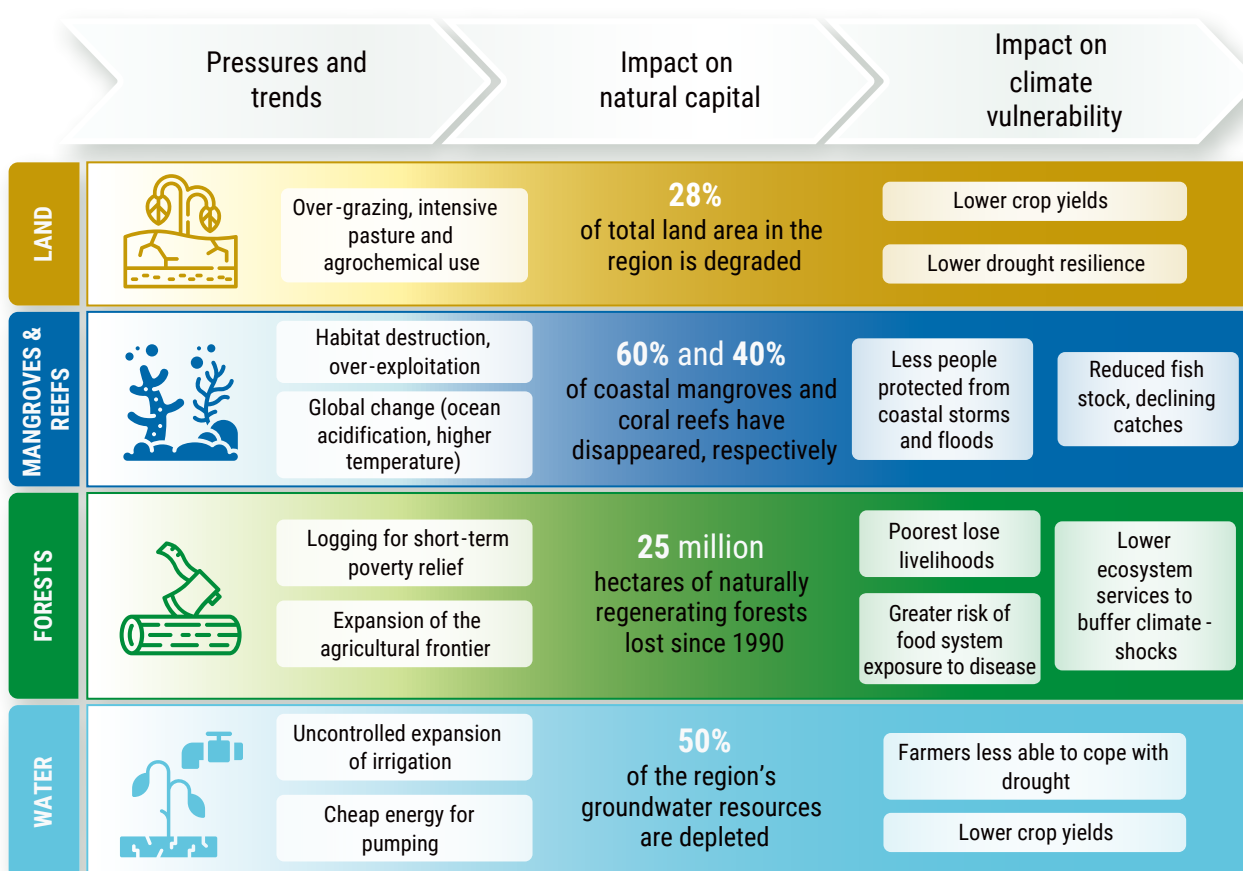 Pressures and
trends
Impact on
natural capital
Impact on
climate
vulnerability
LAND
Over-grazing, intensive
pasture and
agrochemical use
28%
of total land area in the
region is degraded
Lower crop yields
Lower drought resilience
MANGROVES &
REEFS
Habitat destruction,
over-exploitation
Global change (ocean
acidification, higher
temperature)
60% and 40%
of coastal mangroves and
coral reefs have
disappeared, respectively
Less people
protected from
coastal storms
and floods
Reduced fish
stock, declining
catches
FORESTS
Logging for short-term
poverty relief
Expansion of the
agricultural frontier
25 million
hectares of naturally
regenerating forests
lost since 1990
Poorest lose
livelihoods
Greater risk of
food system
exposure to disease
Lower
ecosystem
services to
buffer climate -
shocks
WATER
Uncontrolled expansion
of irrigation
Cheap energy for
pumping
50%
of the region's
groundwater resources
are depleted
Farmers less able to cope with
drought
Lower crop yields